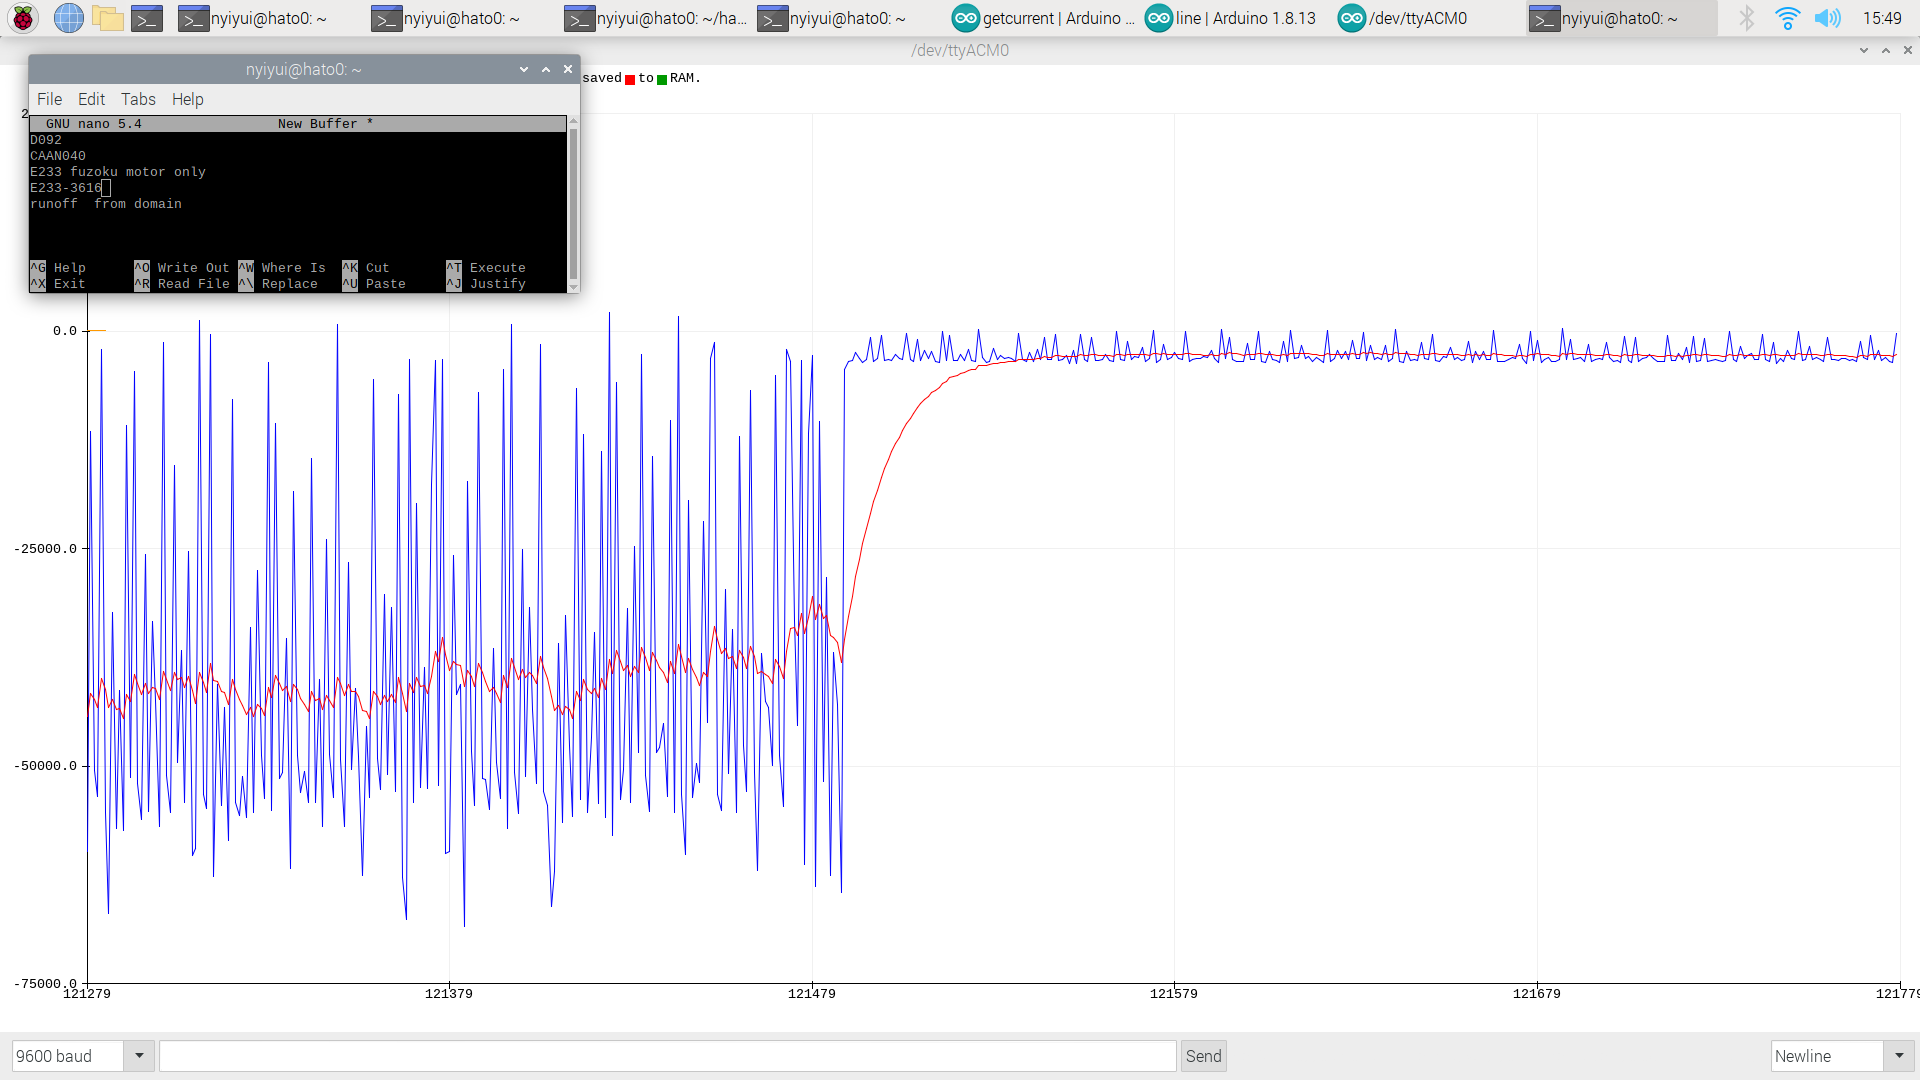 nyiyui@hato0: ~
nyiyui@hato0: ~
nyiyui@hato0: ~/ha...
nyiyui@hato0: ~
getcurrent | Arduino ...
line | Arduino 1.8.13
/dev/ttyACM0
nyiyui@hato0: ~
15:49
/dev/ttyACM0
nyiyui@hato0: ~
saved to RAM.
File Edit Tabs Help
GNU nano 5.4 New Buffer *
D092
CAAN040
E233 fuzoku motor only
E233-3616
runoff  from domain
^G Help ^O Write Out ^W Where Is ^K Cut ^T Execute
^X Exit ^R Read File ^\ Replace ^U Paste ^J Justify
2
0.0
-25000.0
-50000.0
-75000.0
121279 121379 121479 121579 121679 121779
9600 baud
Send
Newline